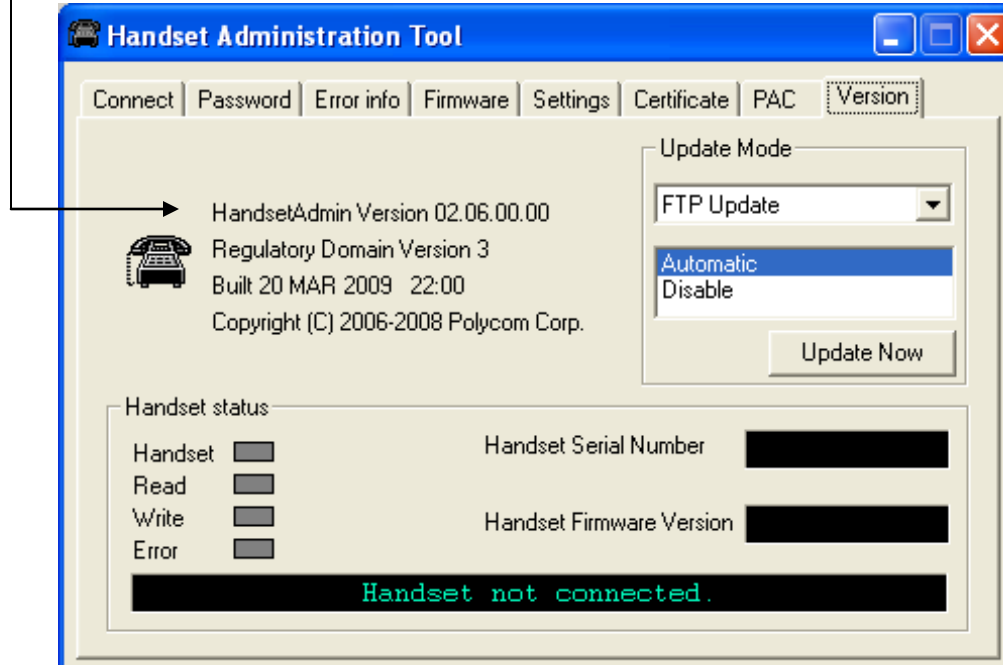 Handset Administration Tool
Connect Password Error info Firmware Settings Certificate PAC Version
Update Mode
FTP Update
Automatic
Disable
Update Now
HandsetAdmin Version 02.06.00.00
Regulatory Domain Version 3
Built 20 MAR 2009   22:00
Copyright (C) 2006-2008 Polycom Corp.
Handset status
Handset
Read
Write
Error
Handset Serial Number
Handset Firmware Version
Handset not connected.